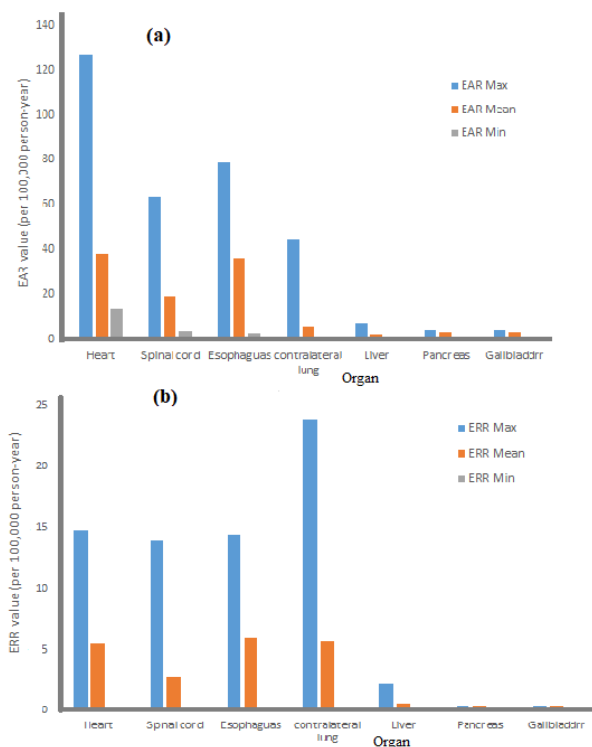 (a)
EAR value (per 100,000 person-year)
140
120
100
80
60
40
20
0
EAR Max
EAR Mean
EAR Min
Heart
Spinal cord
Esophaguas
contralateral
lung
Liver
Pancreas
Gallbladdrr
Organ
(b)
ERR value (per 100,000 person-year)
25
20
15
10
5
0
ERR Max
ERR Mean
ERR Min
Heart
Spinal cord
Esophaguas
contralateral
lung
Liver
Pancreas
Gallbladdrr
Organ